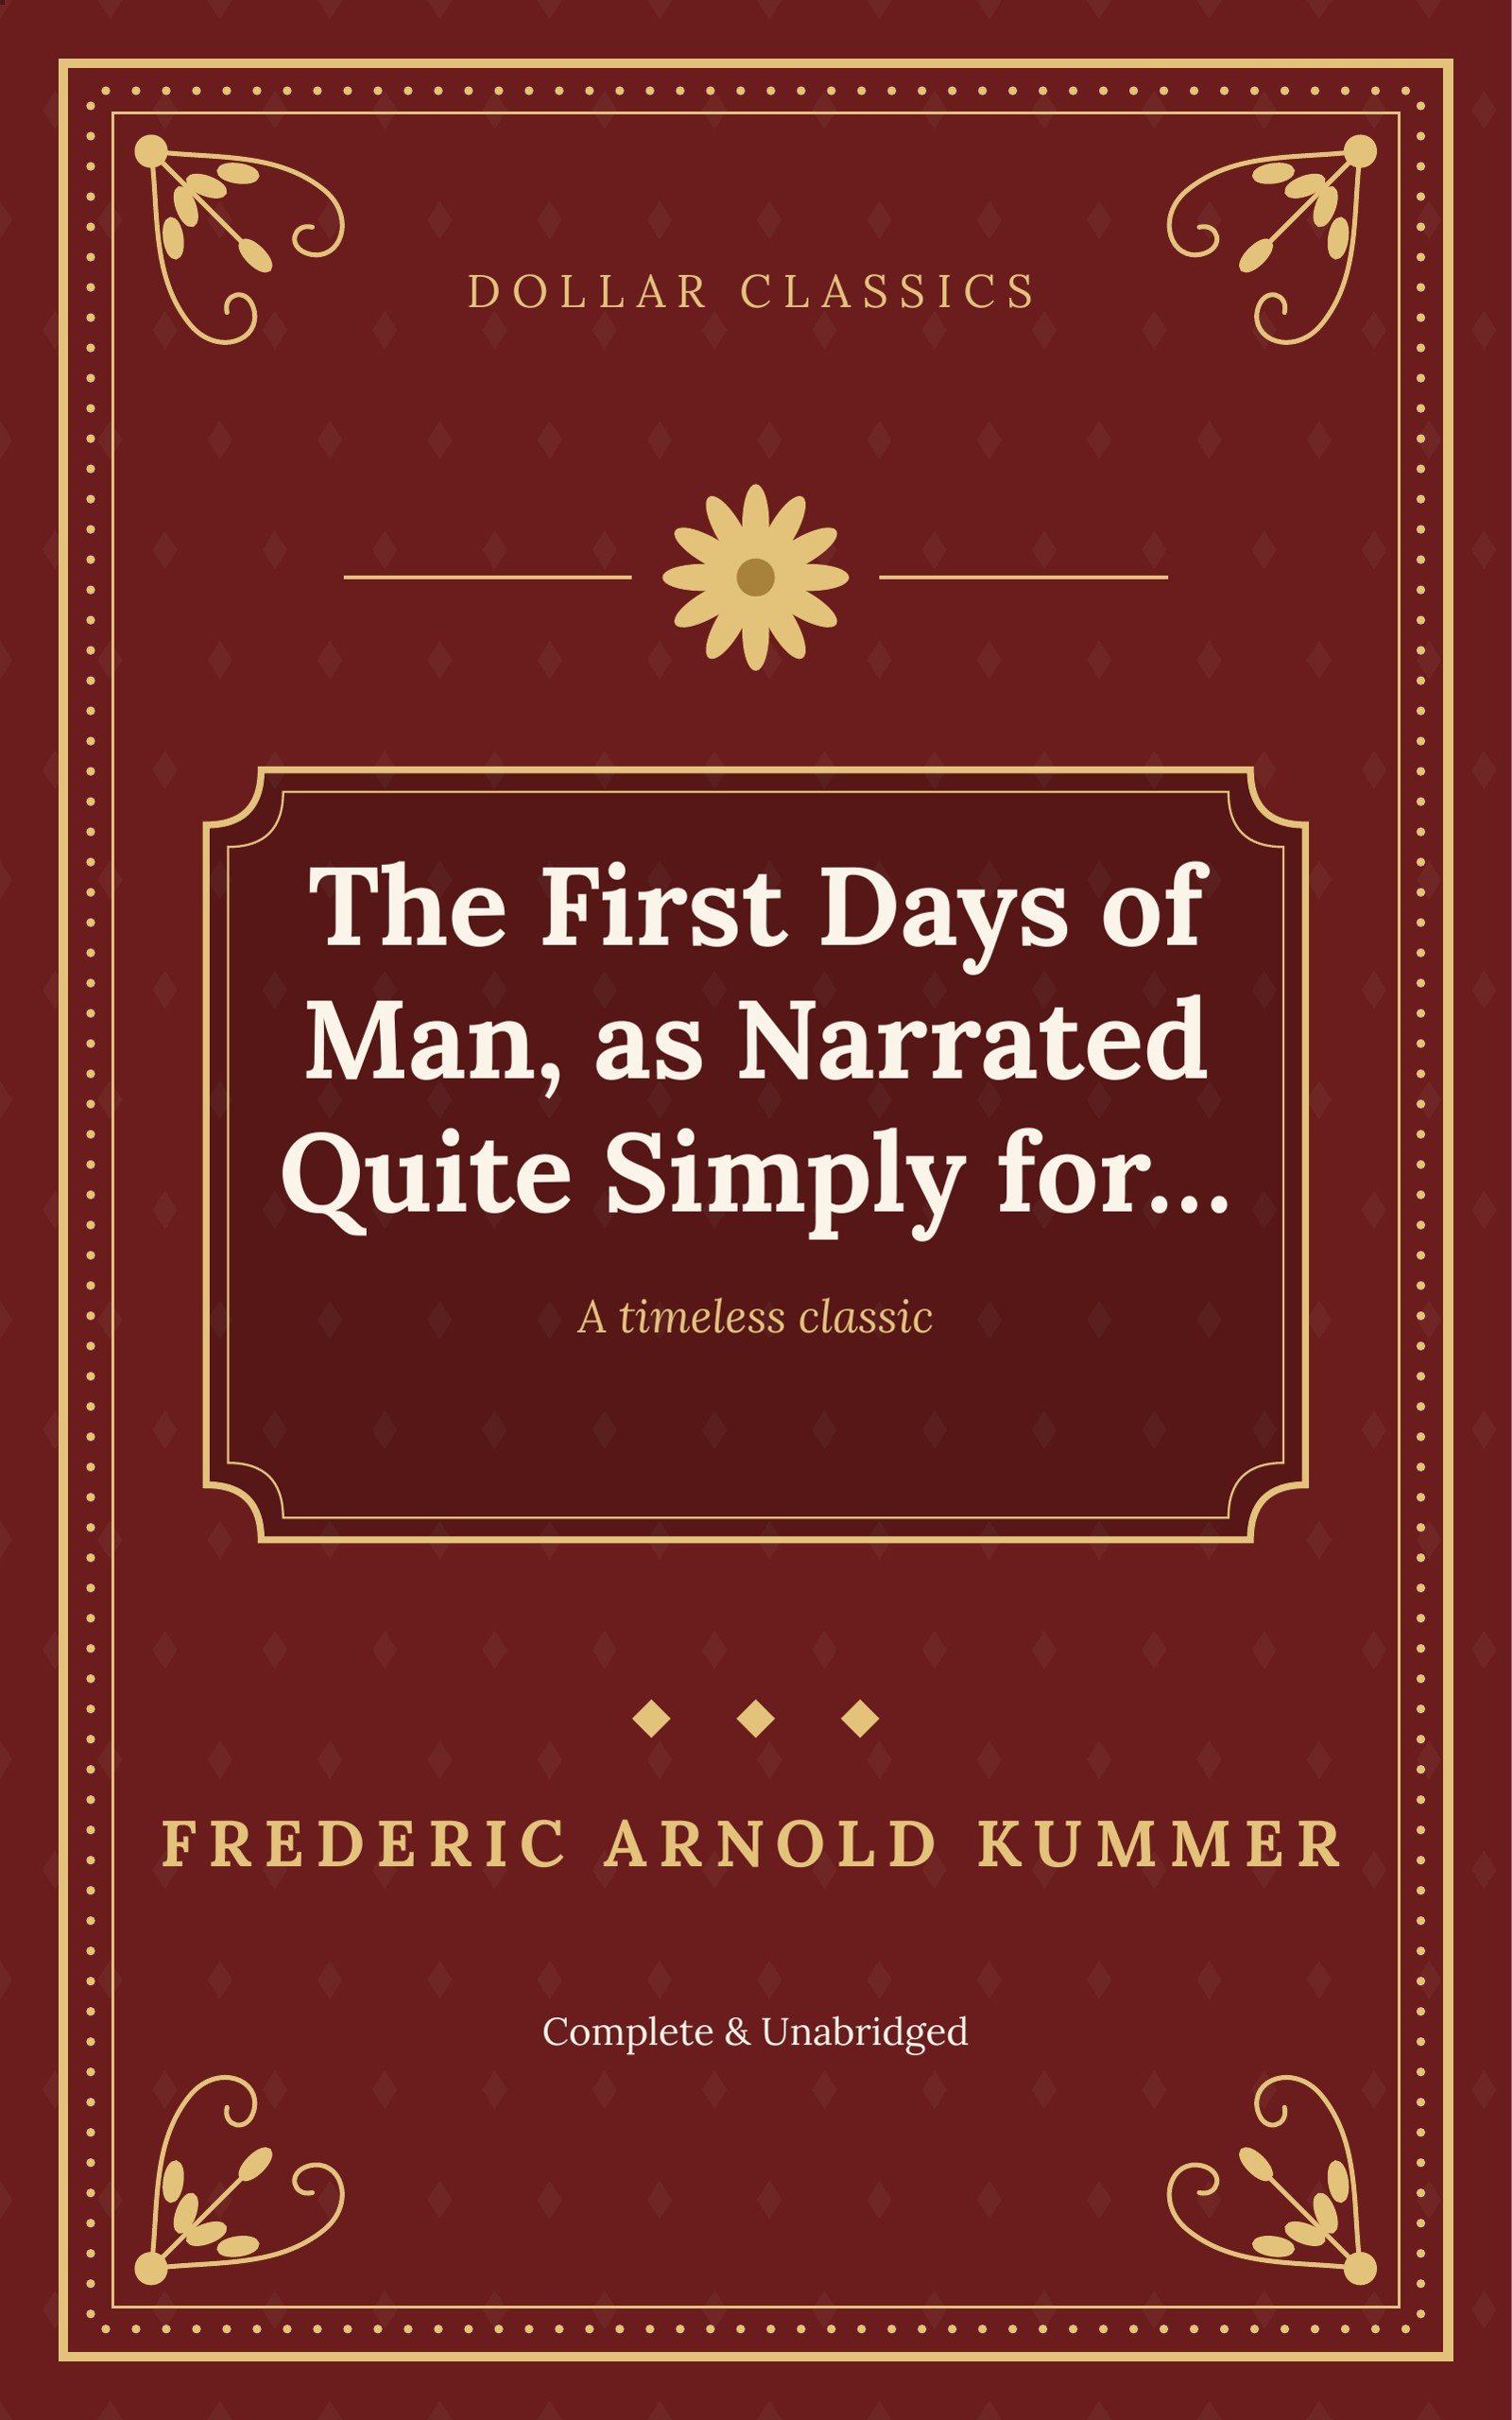 DOLLAR CLASSICS
The First Days of
Man, as Narrated
Quite Simply for...
A timeless classic
FREDERIC ARNOLD KUMMER
Complete & Unabridged